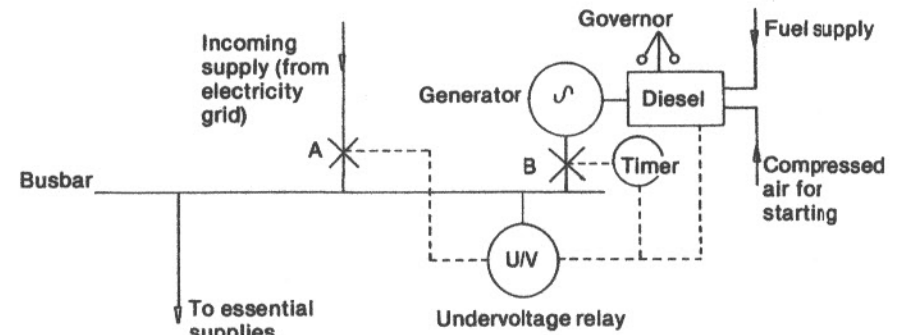 Governor
Incoming
supply (from
electricity
grid)
Fuel supply
Generator
Diesel
A
B
Timer
Compressed
air for
starting
Busbar
U/V
To essential
supplies
Undervoltage relay